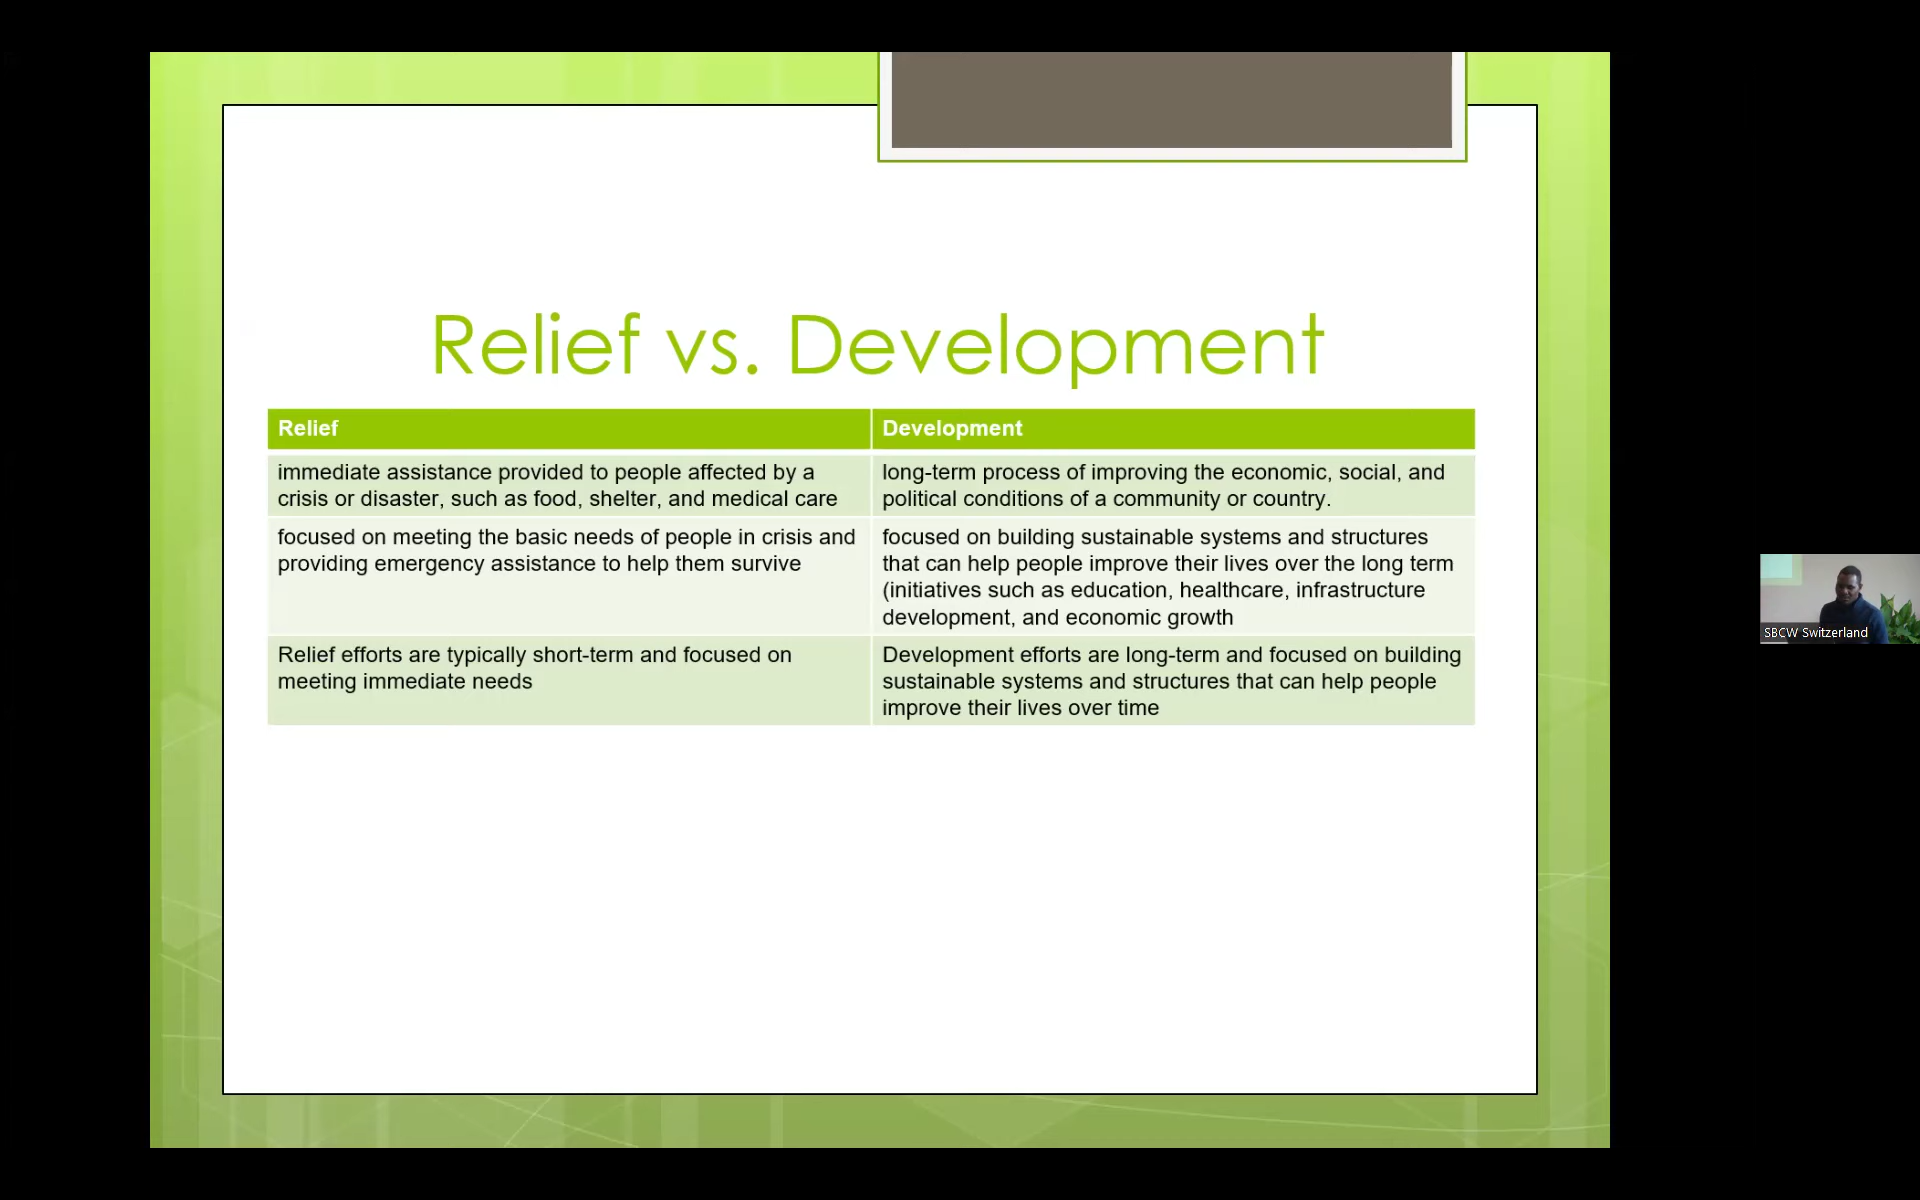 Relief vs. Development
Relief
Development
immediate assistance provided to people affected by a
crisis or disaster, such as food, shelter, and medical care
long-term process of improving the economic, social, and
political conditions of a community or country.
focused on meeting the basic needs of people in crisis and
providing emergency assistance to help them survive
focused on building sustainable systems and structures
that can help people improve their lives over the long term
(initiatives such as education, healthcare, infrastructure
development, and economic growth
Relief efforts are typically short-term and focused on
meeting immediate needs
Development efforts are long-term and focused on building
sustainable systems and structures that can help people
improve their lives over time
SBCW Switzerland